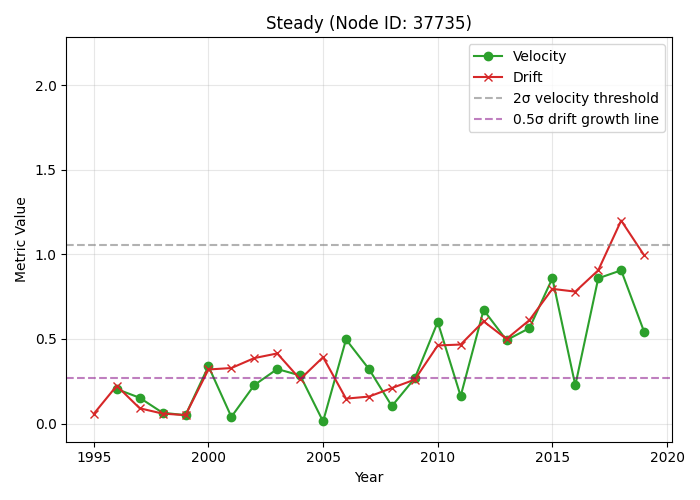 Steady (Node ID: 37735)
Velocity
Drift
2σ velocity threshold
0.5σ drift growth line
Metric Value
2.0
1.5
1.0
0.5
0.0
1995 2000 2005 2010 2015 2020
Year